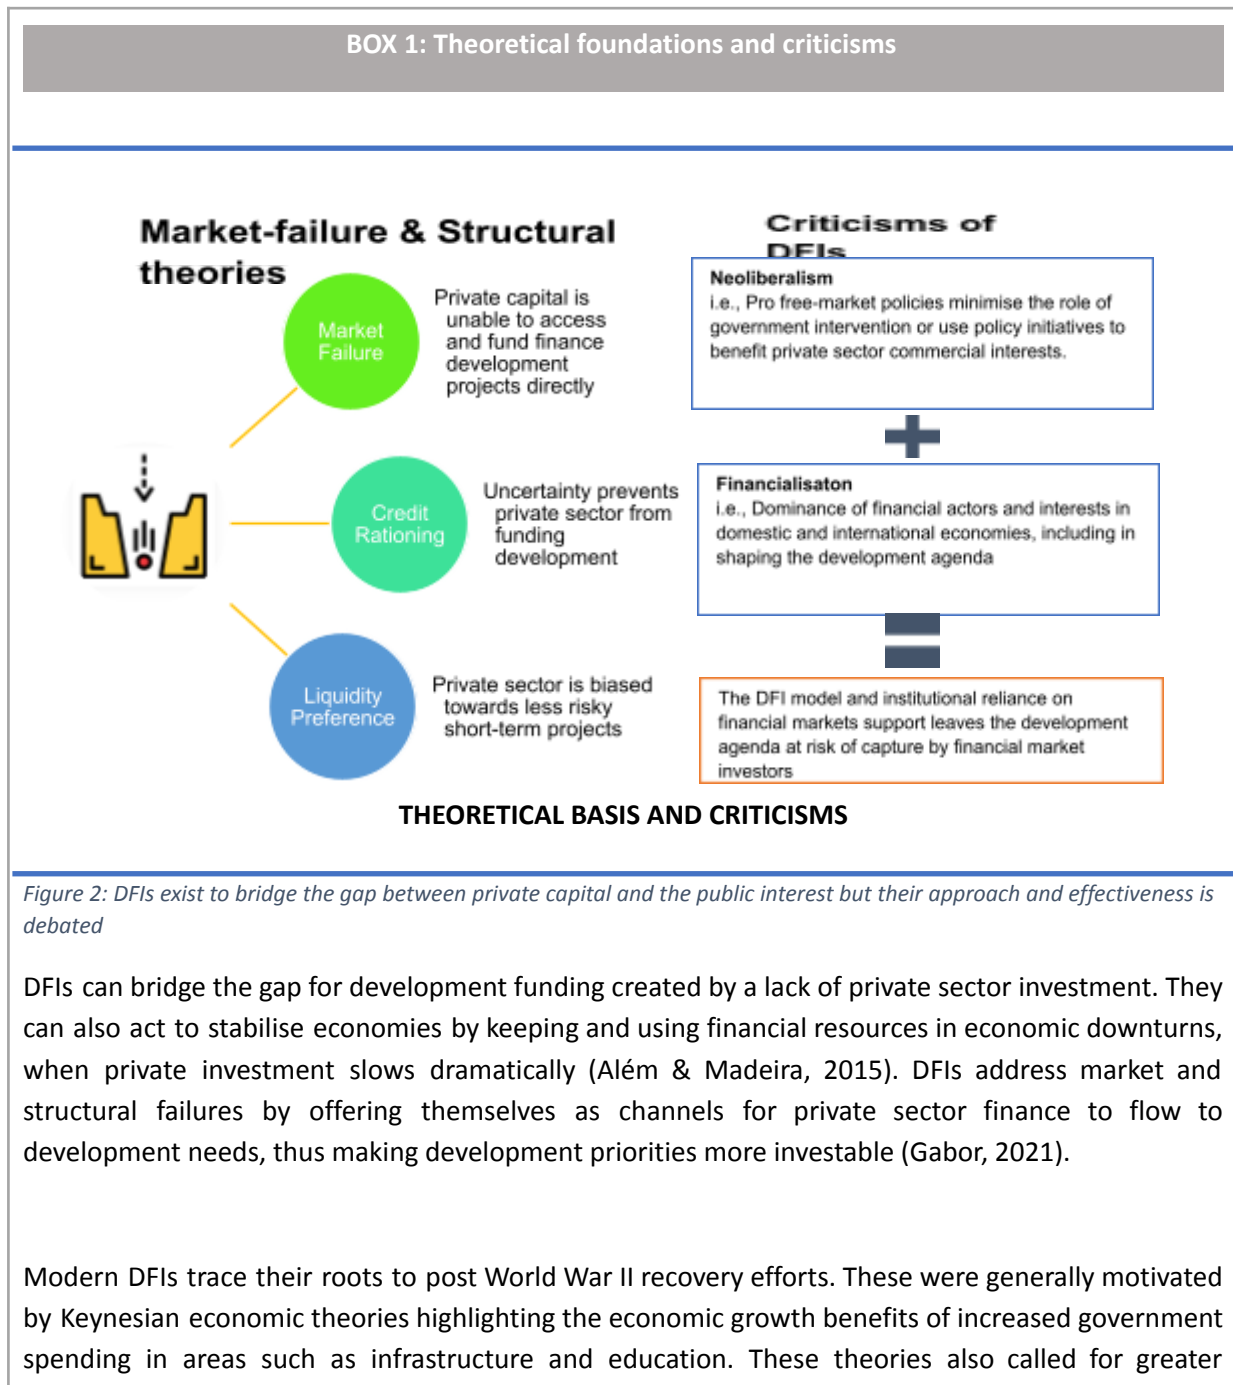 BOX 1: Theoretical foundations and criticisms
Market-failure & Structural
theories
Market
Failure
Private capital is
unable to access
and fund finance
development
projects directly
Credit
Rationing
Uncertainty prevents
private sector from
funding
development
Liquidity
Preference
Private sector is biased
towards less risky
short-term projects
Criticisms of
DFIs
Neoliberalism
i.e., Pro free-market policies minimise the role of
government intervention or use policy initiatives to
benefit private sector commercial interests.
Financialisaton
i.e., Dominance of financial actors and interests in
domestic and international economies, including in
shaping the development agenda
The DFI model and institutional reliance on
financial markets support leaves the development
agenda at risk of capture by financial market
investors
THEORETICAL BASIS AND CRITICISMS
Figure 2: DFIs exist to bridge the gap between private capital and the public interest but their approach and effectiveness is
debated
DFIs can bridge the gap for development funding created by a lack of private sector investment. They
can also act to stabilise economies by keeping and using financial resources in economic downturns,
when private investment slows dramatically (Além & Madeira, 2015). DFIs address market and
structural failures by offering themselves as channels for private sector finance to flow to
development needs, thus making development priorities more investable (Gabor, 2021).
Modern DFIs trace their roots to post World War II recovery efforts. These were generally motivated
by Keynesian economic theories highlighting the economic growth benefits of increased government
spending in areas such as infrastructure and education. These theories also called for greater